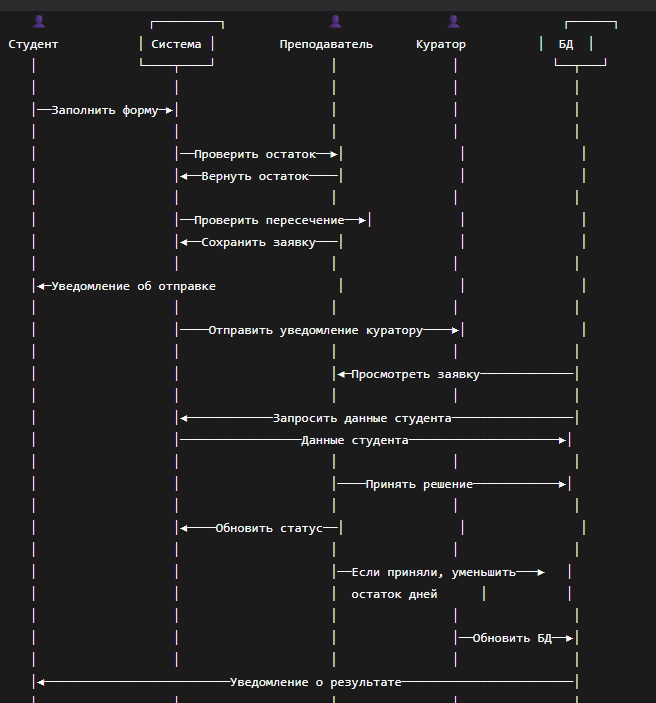 Студент Система Преподаватель Куратор БД
Заполнить форму
Проверить остаток
Вернуть остаток
Проверить пересечение
Сохранить заявку
Уведомление об отправке
Отправить уведомление куратору
Просмотреть заявку
Запросить данные студента
Данные студента
Принять решение
Обновить статус
Если приняли, уменьшить
остаток дней
Обновить БД
Уведомление о результате